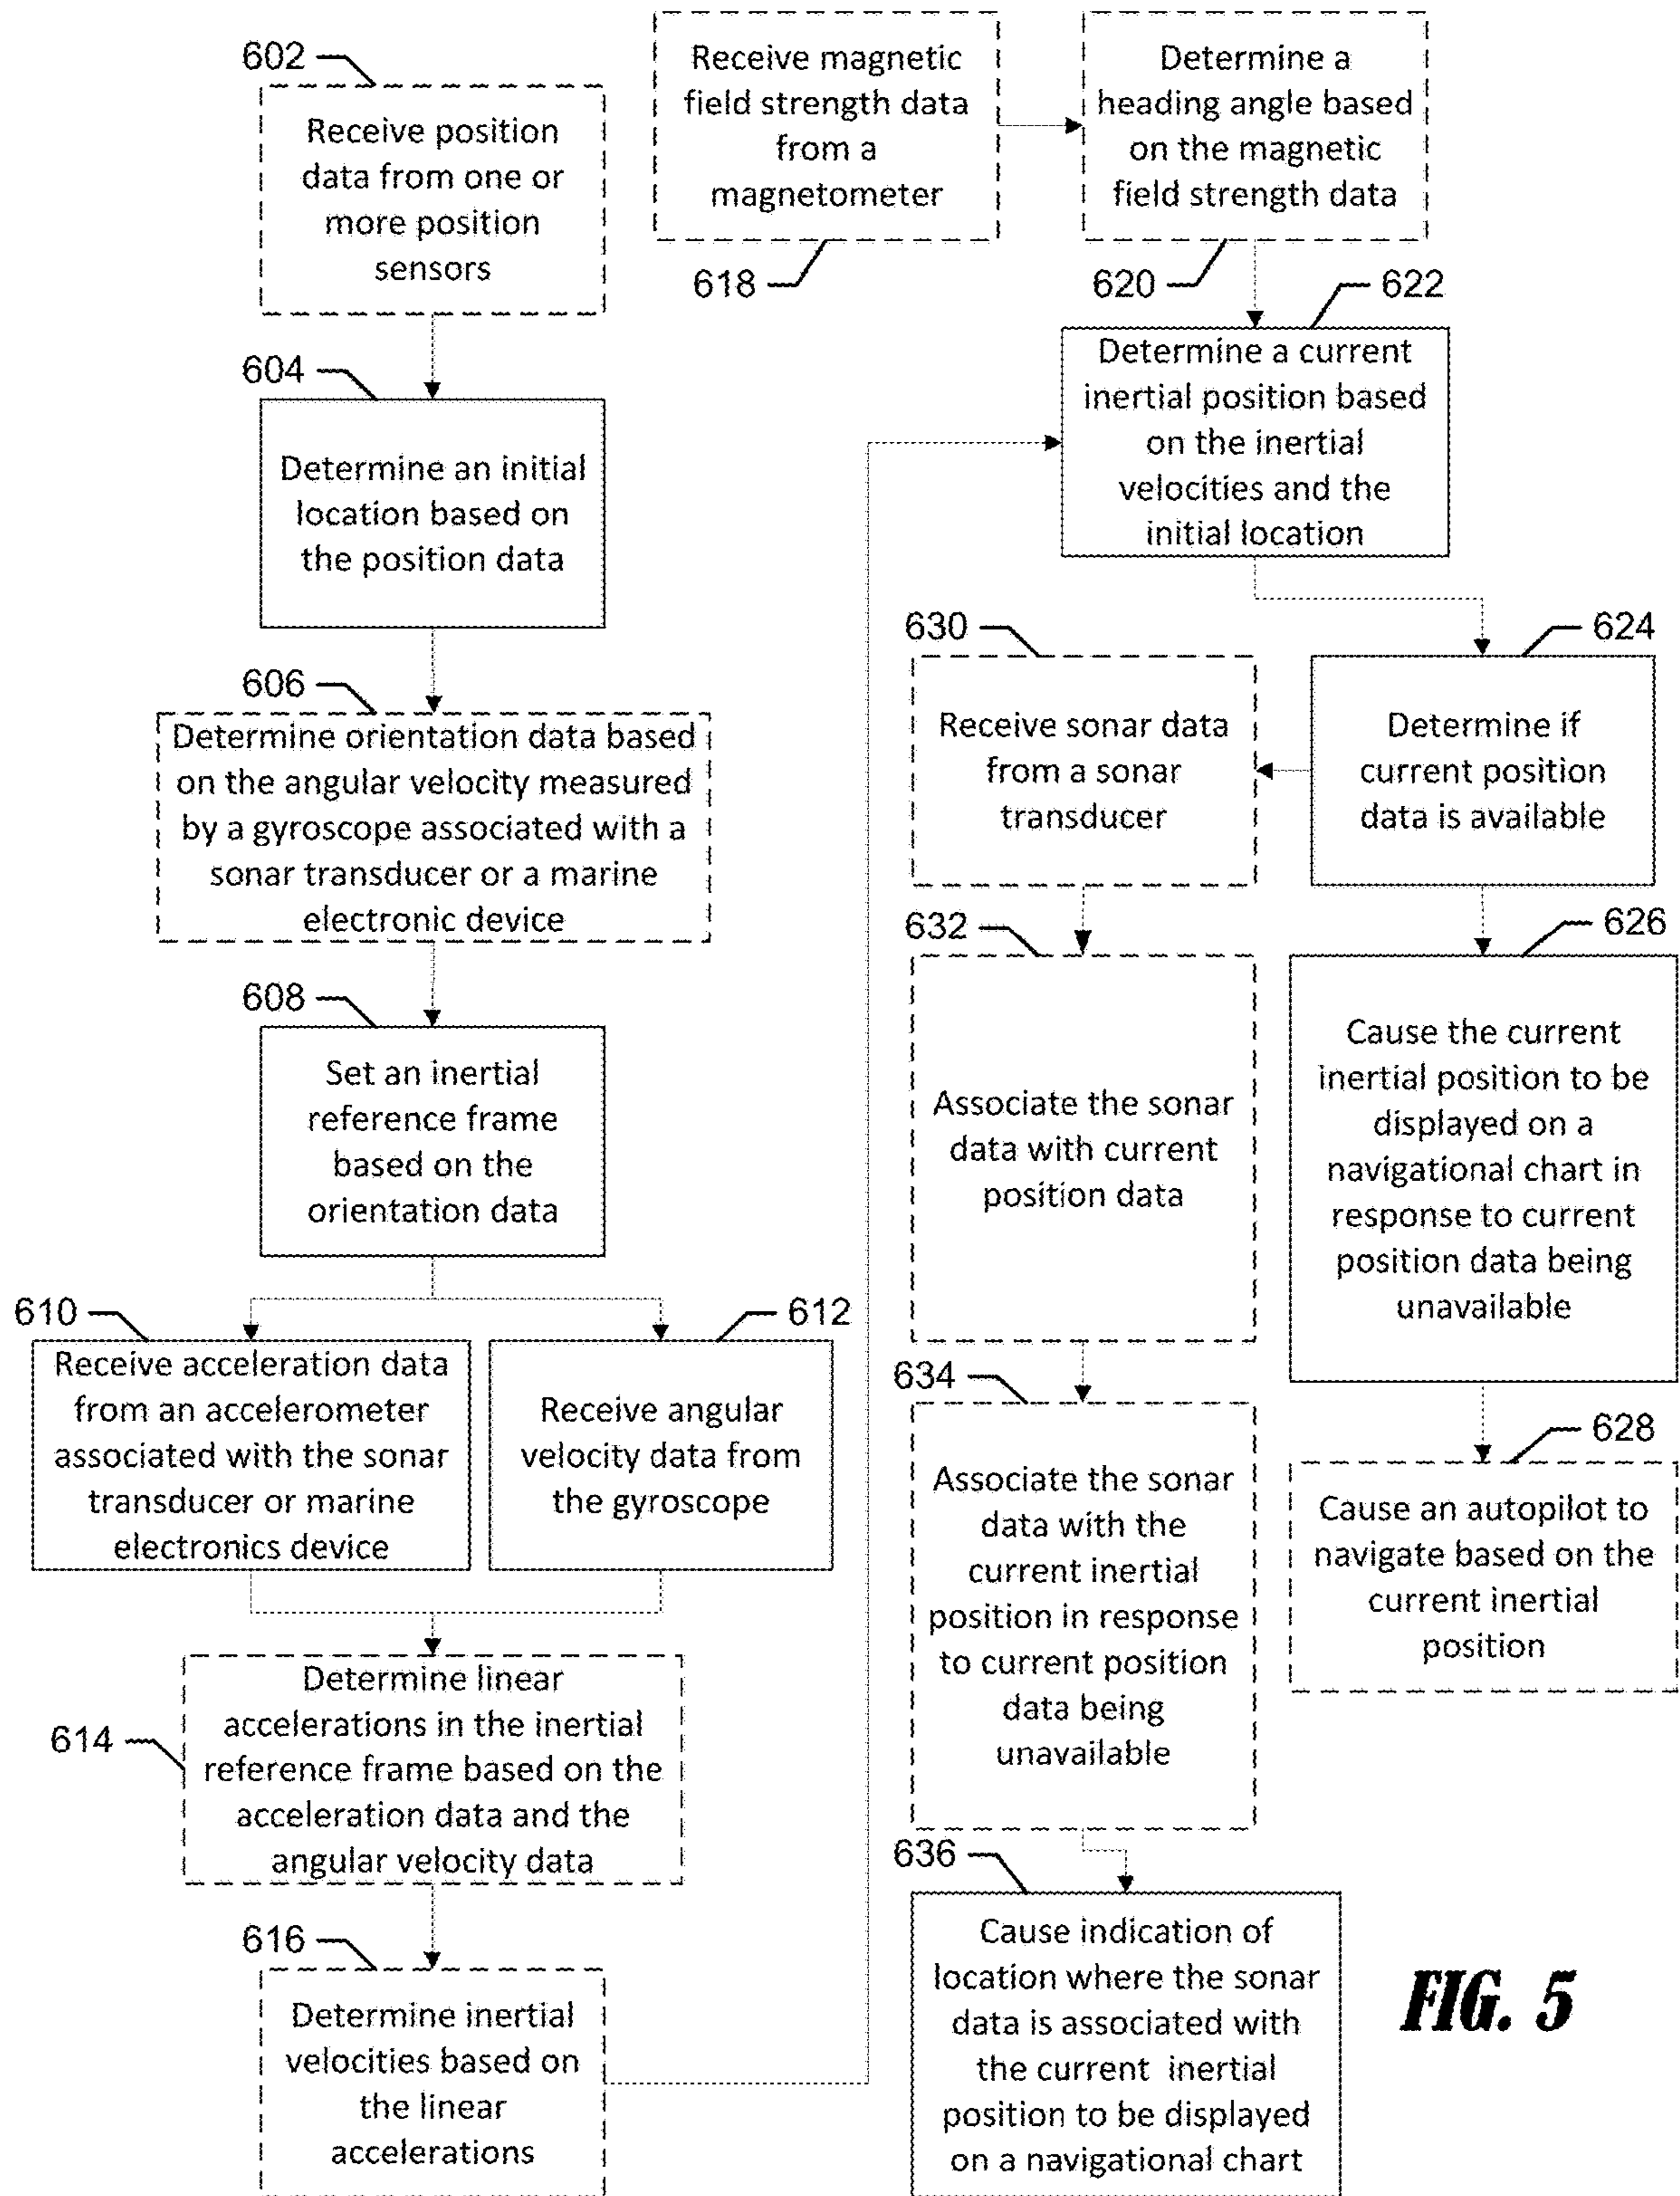 602
Receive position
data from one or
more position
sensors
604
Determine an initial
location based on
the position data
606
Determine orientation data based
on the angular velocity measured
by a gyroscope associated with a
sonar transducer or a marine
electronic device
608
Set an inertial
reference frame
based on the
orientation data
610
Receive acceleration data
from an accelerometer
associated with the sonar
transducer or marine
electronics device
612
Receive angular
velocity data from
the gyroscope
614
Determine linear
accelerations in the inertial
reference frame based on the
acceleration data and the
angular velocity data
616
Determine inertial
velocities based on
the linear
accelerations
Receive magnetic
field strength data
from a
magnetometer
618
Determine a
heading angle based
on the magnetic
field strength data
620
622
Determine a current
inertial position based
on the inertial
velocities and the
initial location
624
Determine if
current position
data is available
626
Cause the current
inertial position to be
displayed on a
navigational chart in
response to current
position data being
unavailable
628
Cause an autopilot to
navigate based on the
current inertial
position
630
Receive sonar data
from a sonar
transducer
632
Associate the sonar
data with current
position data
634
Associate the sonar
data with the
current inertial
position in response
to current position
data being
unavailable
636
Cause indication of
location where the sonar
data is associated with
the current inertial
position to be displayed
on a navigational chart
FIG. 5